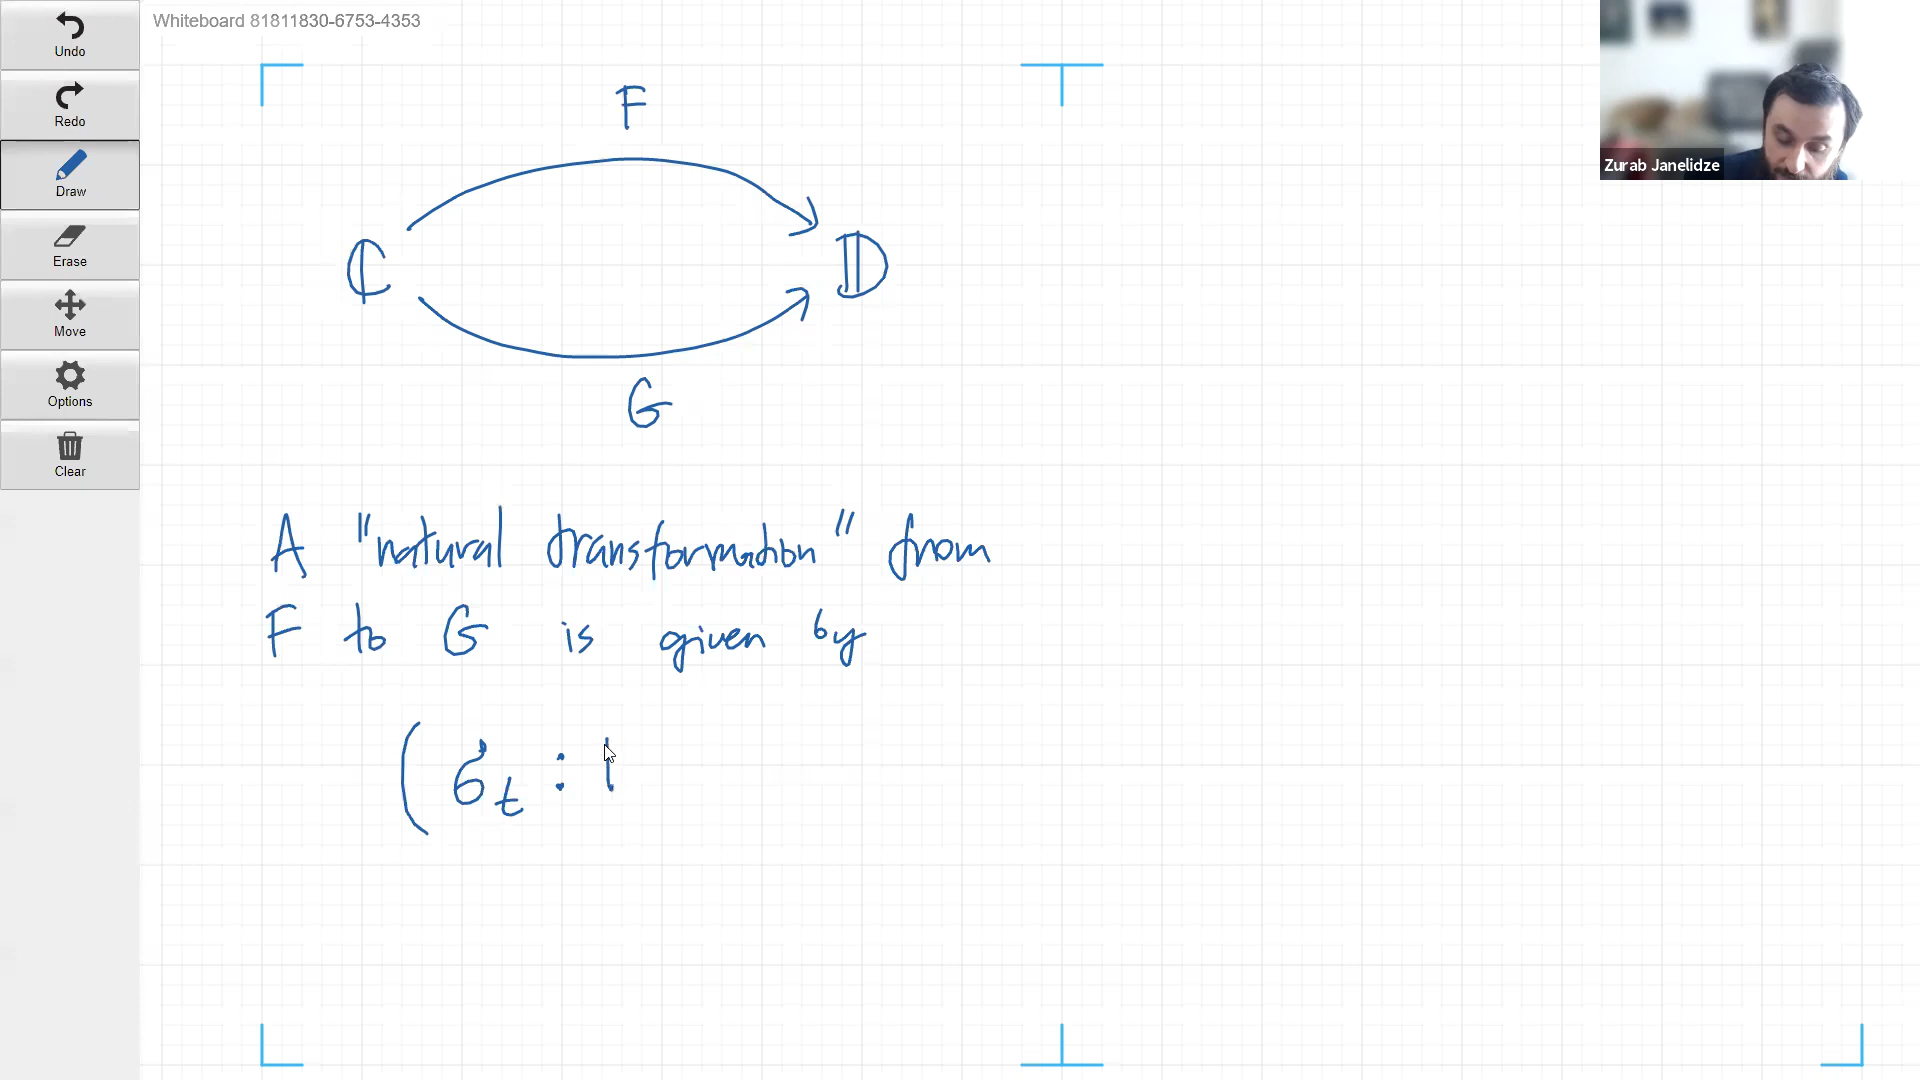 Whiteboard 81811830-6753-4353
Undo
Redo
Draw
Erase
Move
Options
Clear
Zurab Janelidze
F
ℂ
𝔻
G
A "natural transformation" from
F to G is given by
( σ_t :